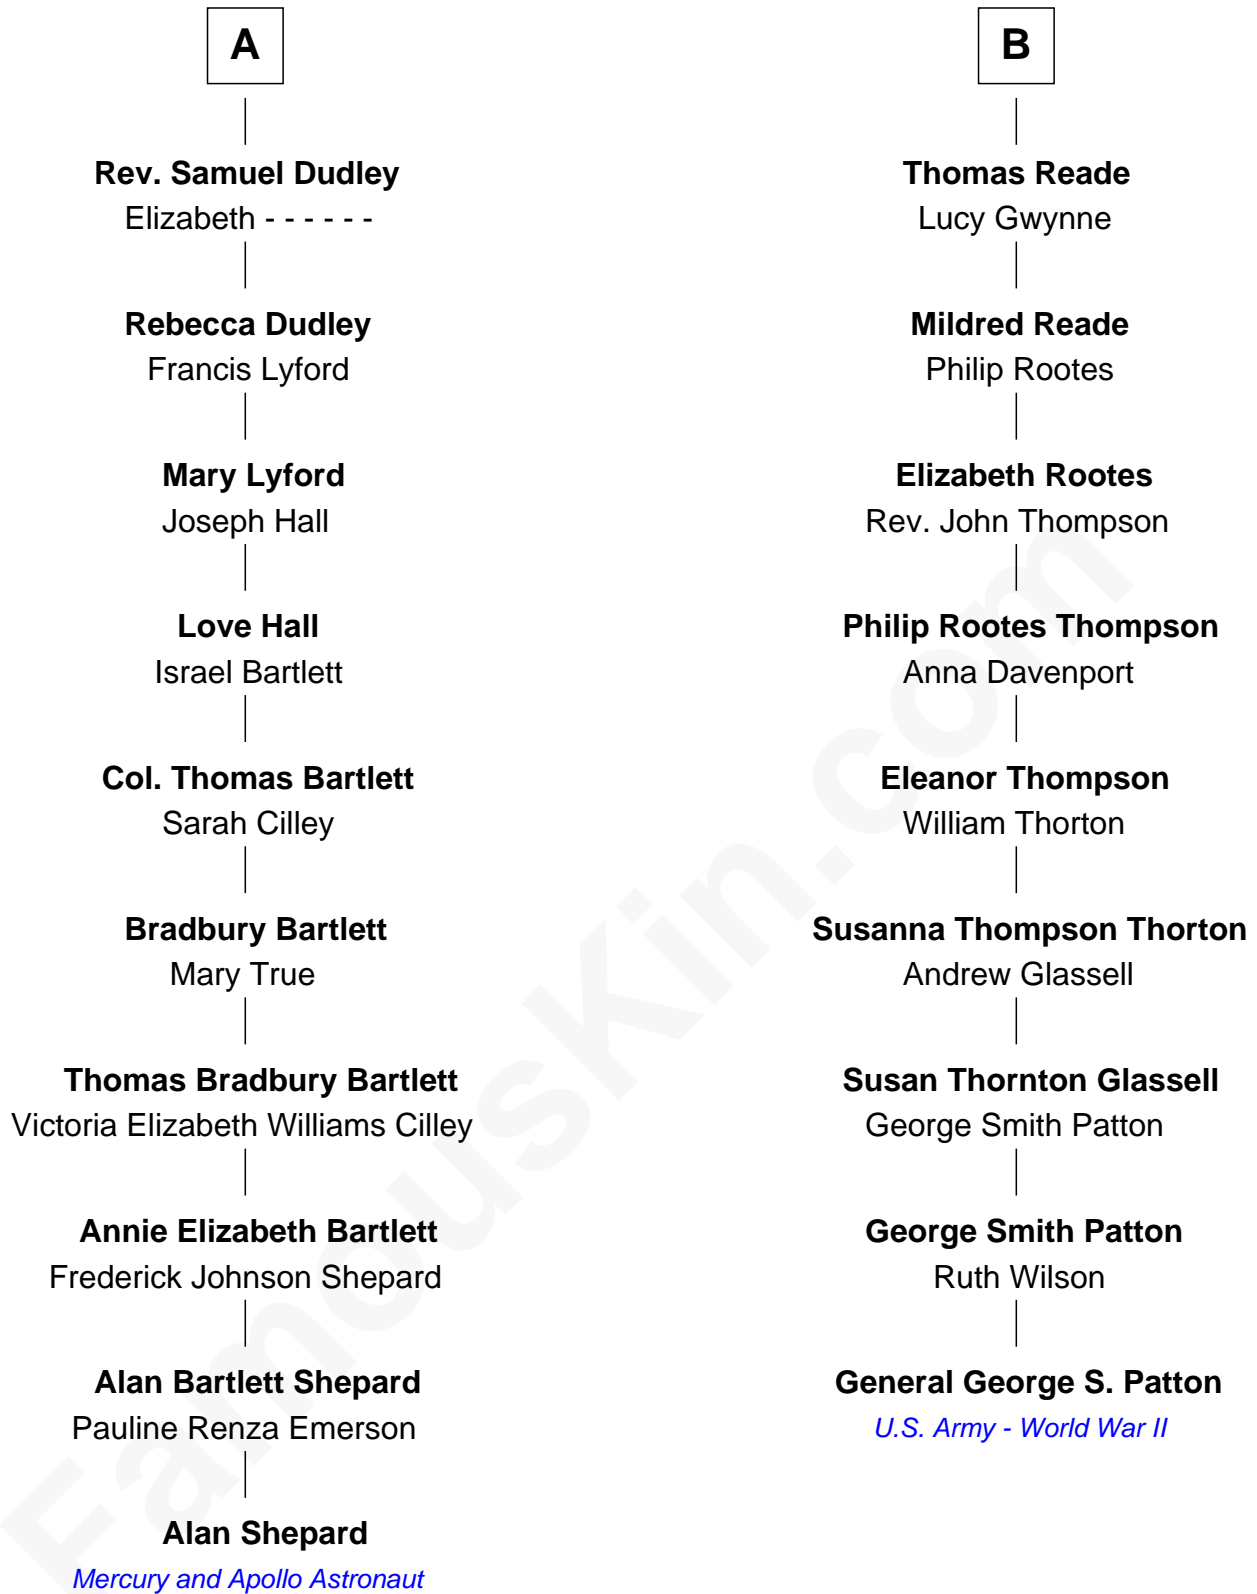 A
Rev. Samuel Dudley
Elizabeth - - - - - -
Rebecca Dudley
Francis Lyford
Mary Lyford
Joseph Hall
Love Hall
Israel Bartlett
Col. Thomas Bartlett
Sarah Cilley
Bradbury Bartlett
Mary True
Thomas Bradbury Bartlett
Victoria Elizabeth Williams Cilley
Annie Elizabeth Bartlett
Frederick Johnson Shepard
Alan Bartlett Shepard
Pauline Renza Emerson
Alan Shepard
Mercury and Apollo Astronaut
B
Thomas Reade
Lucy Gwynne
Mildred Reade
Philip Rootes
Elizabeth Rootes
Rev. John Thompson
Philip Rootes Thompson
Anna Davenport
Eleanor Thompson
William Thorton
Susanna Thompson Thorton
Andrew Glassell
Susan Thornton Glassell
George Smith Patton
George Smith Patton
Ruth Wilson
General George S. Patton
U.S. Army - World War II
FamousKin.com